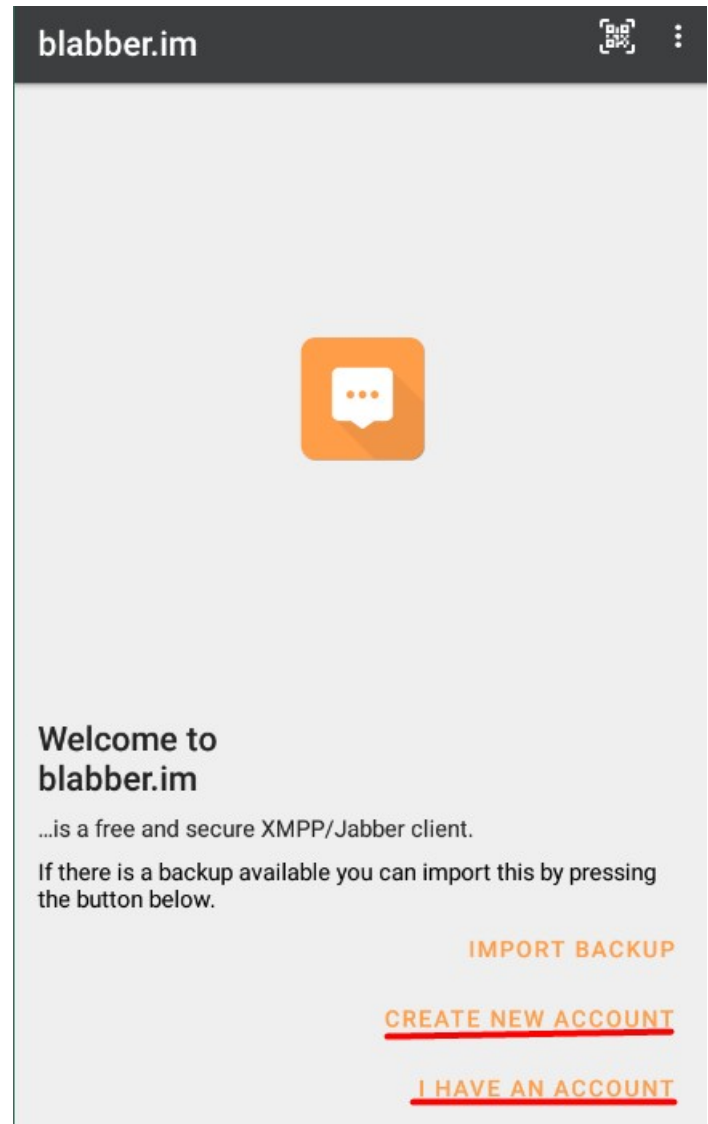 blabber.im
Welcome to
blabber.im
...is a free and secure XMPP/Jabber client.
If there is a backup available you can import this by pressing
the button below.
IMPORT BACKUP
CREATE NEW ACCOUNT
I HAVE AN ACCOUNT